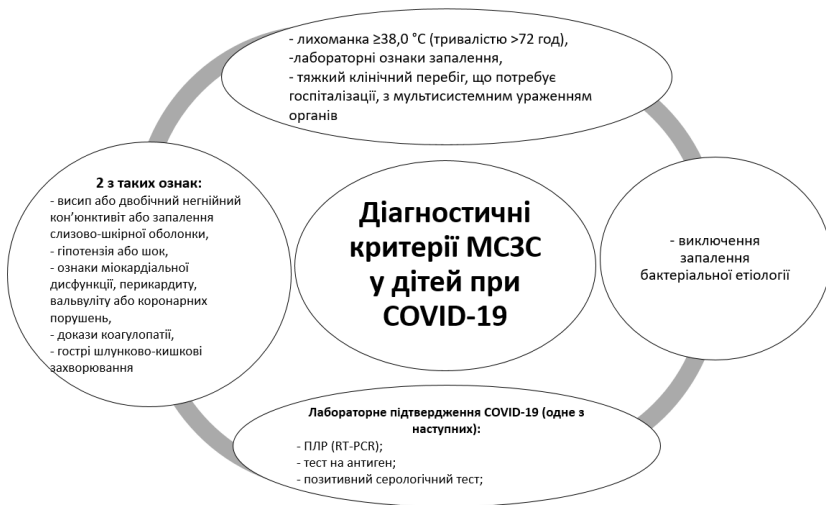 - лихоманка ≥38,0 °C (тривалістю >72 год),
-лабораторні ознаки запалення,
- тяжкий клінічний перебіг, що потребує
госпіталізації, з мультисистемним ураженням
органів
2 з таких ознак:
- висип або двобічний негнійний
кон’юнктивіт або запалення
слизово-шкірної оболонки,
- гіпотензія або шок,
- ознаки міокардіальної
дисфункції, перикардиту,
вальвуліту або коронарних
порушень,
- докази коагулопатії,
- гострі шлунково-кишкові
захворювання
Діагностичні
критерії МСЗС
у дітей при
COVID-19
- виключення
запалення
бактеріальної етіології
Лабораторне підтвердження COVID-19 (одне з
наступних):
- ПЛР (RT-PCR);
- тест на антиген;
- позитивний серологічний тест;